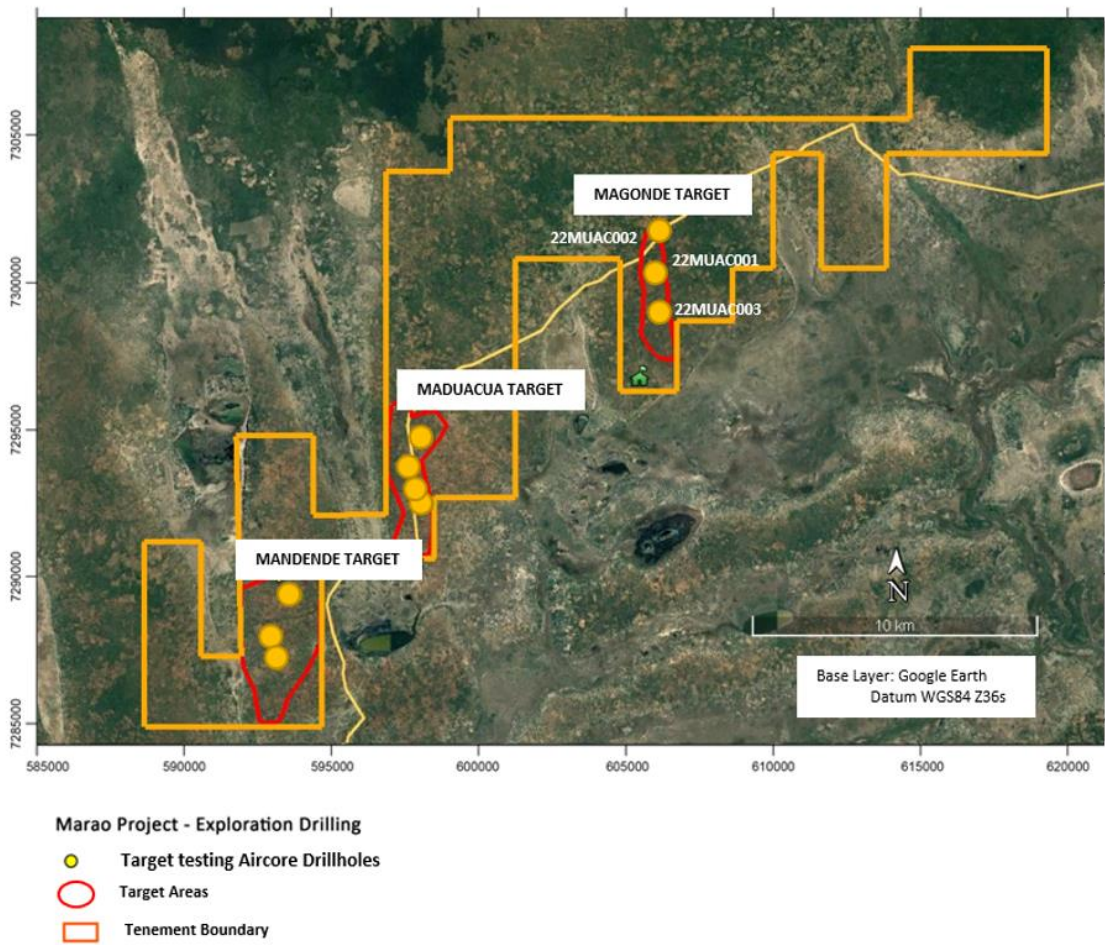 7305000
MAGONDE TARGET
22MUAC002
22MUAC001
7300000
22MUAC003
MADUACUA TARGET
7295000
MANDENDE TARGET
7290000
N
10 km
Base Layer: Google Earth
Datum WGS84 Z36s
7285000
585000 590000 595000 600000 605000 610000 615000 620000
Marao Project - Exploration Drilling
Target testing Aircore Drillholes
Target Areas
Tenement Boundary